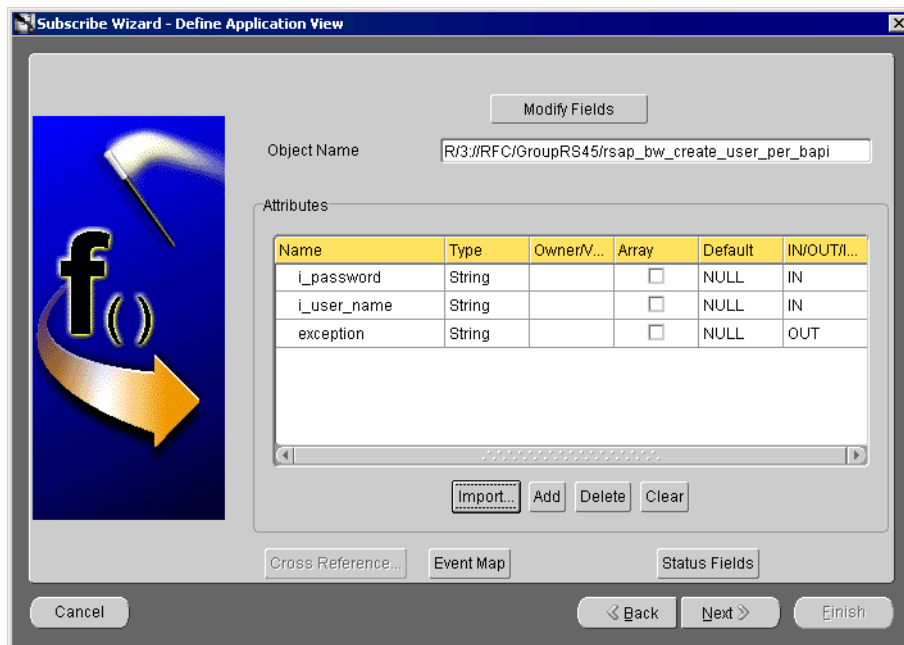 Subscribe Wizard - Define Application View
Modify Fields
Object Name
R/3://RFC/GroupRS45/rsap_bw_create_user_per_bapi
Attributes
Name Type Owner/V... Array Default IN/OUT/I...
i_password String NULL IN
i_user_name String NULL IN
exception String NULL OUT
f()
Import... Add Delete Clear
Cross Reference... Event Map Status Fields
Cancel Back Next Finish